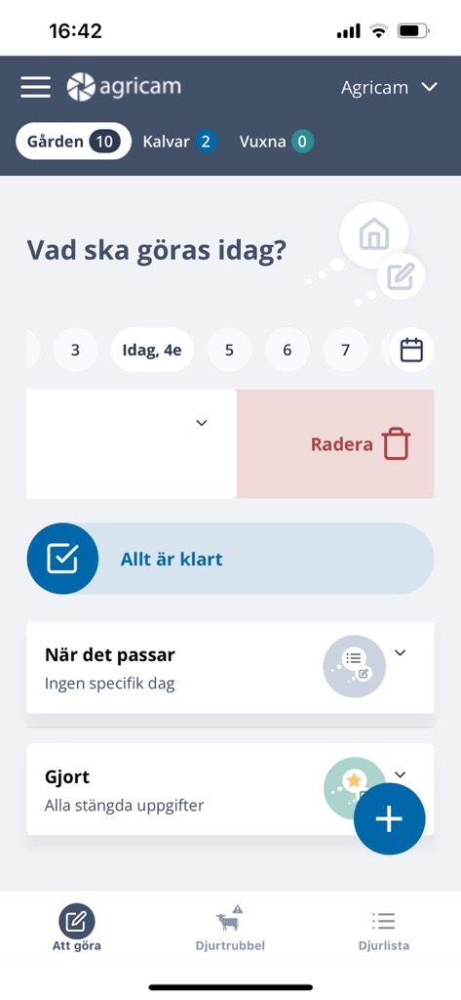 16:42
agricam
Agricam
Gården 10 Kalvar 2 Vuxna 0
Vad ska göras idag?
3 Idag, 4e 5 6 7
Radera
Allt är klart
När det passar
Ingen specifik dag
Gjort
Alla stängda uppgifter
Att göra Djurtrubbel Djurlista